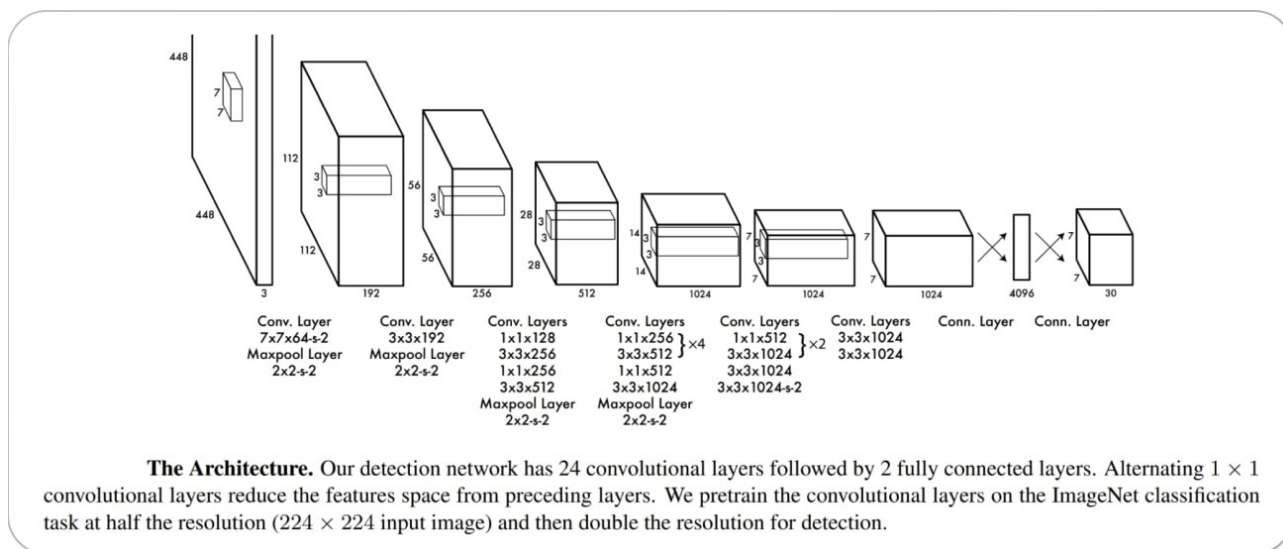 448
7
7
448
3
112
3
3
112
192
56
3
3
56
256
28
3
3
28
512
14
3
3
14
1024
7
3
3
7
1024
7
7
1024
4096
7
7
30
Conv. Layer
7x7x64-s-2
Maxpool Layer
2x2-s-2
Conv. Layer
3x3x192
Maxpool Layer
2x2-s-2
Conv. Layers
1x1x128
3x3x256
1x1x256
3x3x512
Maxpool Layer
2x2-s-2
Conv. Layers
1x1x256
3x3x512 } ×4
1x1x512
3x3x1024
Maxpool Layer
2x2-s-2
Conv. Layers
1x1x512
3x3x1024 } ×2
3x3x1024
3x3x1024-s-2
Conv. Layers
3x3x1024
3x3x1024
Conn. Layer
Conn. Layer
The Architecture. Our detection network has 24 convolutional layers followed by 2 fully connected layers. Alternating 1 × 1
convolutional layers reduce the features space from preceding layers. We pretrain the convolutional layers on the ImageNet classification
task at half the resolution (224 × 224 input image) and then double the resolution for detection.